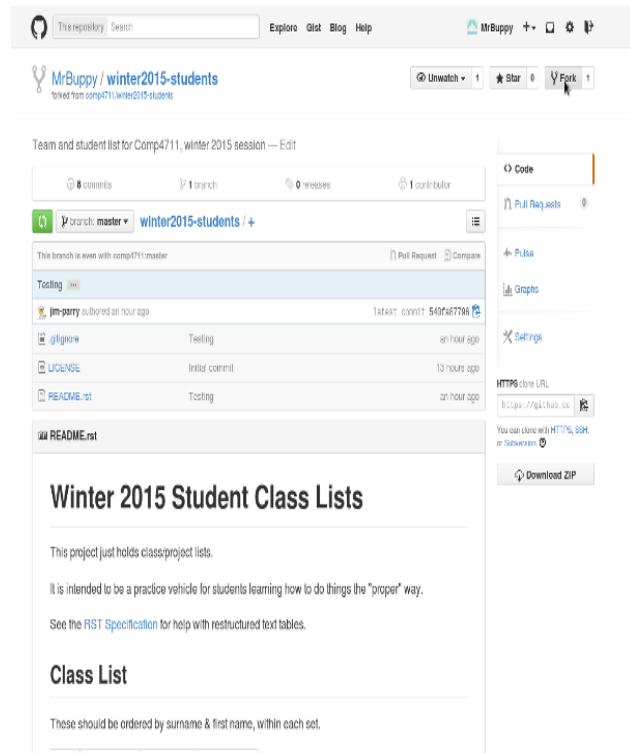 This repository Search Explore Gist Blog Help MrBuppy
MrBuppy / winter2015-students Unwatch 1 Star 0 Fork 1
forked from comp4711/winter2015-students
Team and student list for Comp4711, winter 2015 session — Edit
8 commits 1 branch 0 releases 1 contributor
branch: master winter2015-students / +
This branch is even with comp4711:master Pull Request Compare
Testing ...
jim-parry authored an hour ago latest commit
.gitignore Testing an hour ago
LICENSE Initial commit 13 hours ago
README.rst Testing an hour ago
README.rst
Winter 2015 Student Class Lists
This project just holds class/project lists.
It is intended to be a practice vehicle for students learning how to do things the "proper" way.
See the RST Specification for help with restructured text tables.
Class List
These should be ordered by surname & first name, within each set.
Code
Pull Requests 0
Pulse
Graphs
Settings
HTTPS clone URL
https://github.cc
You can clone with HTTPS, SSH,
or Subversion.
Download ZIP